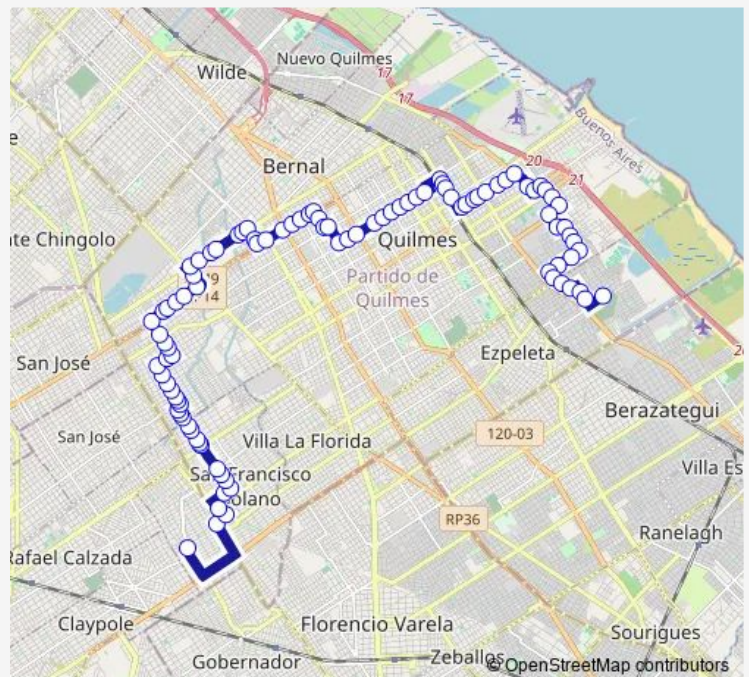 Nuevo Quilmes
Wilde
17
17
Buenos Aires
Bernal
20
21
Quilmes
Partido de
Quilmes
14
San José
Ezpeleta
Berazategui
San José
Villa La Florida
120-03
San Francisco
Solano
Villa Es
RP36
Ranelagh
Rafael Calzada
Claypole
Florencio Varela
Sourigues
Gobernador
Zeballos
© OpenStreetMap contributors